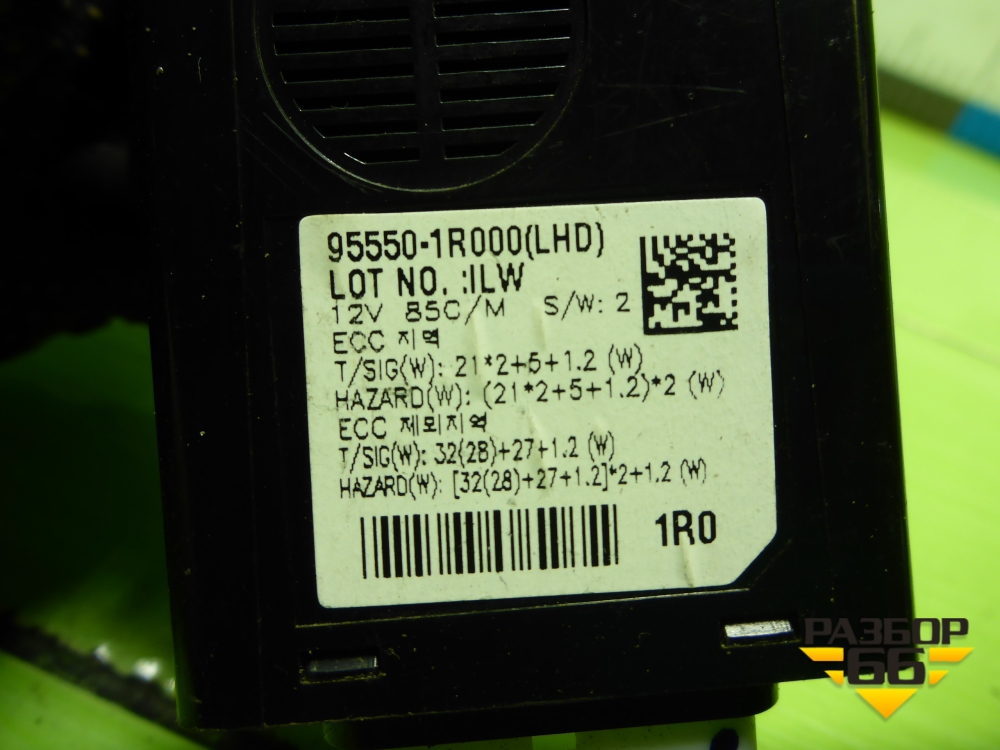 95550-1R000(LHD)
LOT NO. :ILW
12V 85C/M S/W: 2
ECC 지역
T/SIG(W): 21*2+5+1.2 (W)
HAZARD(W): (21*2+5+1.2)*2 (W)
ECC 제외지역
T/SIG(W): 32(28)+27+1.2 (W)
HAZARD(W): [32(28)+27+1.2]*2+1.2 (W)
1R0
РАЗБОР
66